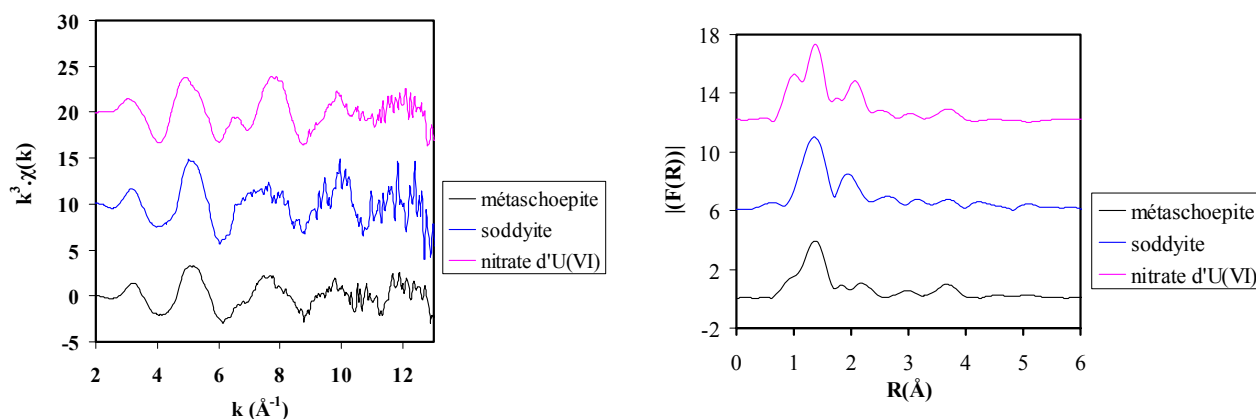 30
25
20
15
10
5
0
-5
2 4 6 8 10 12
k³.χ(k)
k (Å⁻¹)
métaschoepite
soddyite
nitrate d'U(VI)
18
14
10
6
2
-2
0 1 2 3 4 5 6
|(F(R))|
R(Å)
métaschoepite
soddyite
nitrate d'U(VI)